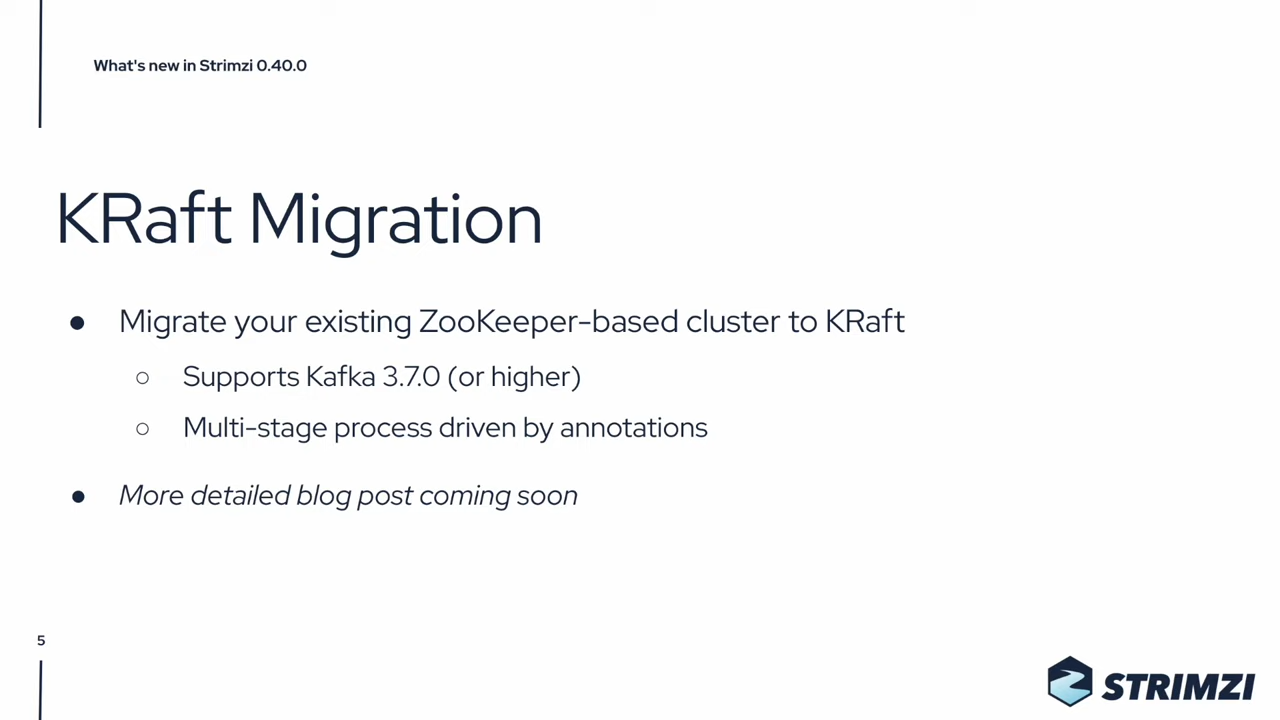 What's new in Strimzi 0.40.0
KRaft Migration
● Migrate your existing ZooKeeper-based cluster to KRaft
○ Supports Kafka 3.7.0 (or higher)
○ Multi-stage process driven by annotations
● More detailed blog post coming soon
5
STRIMZI